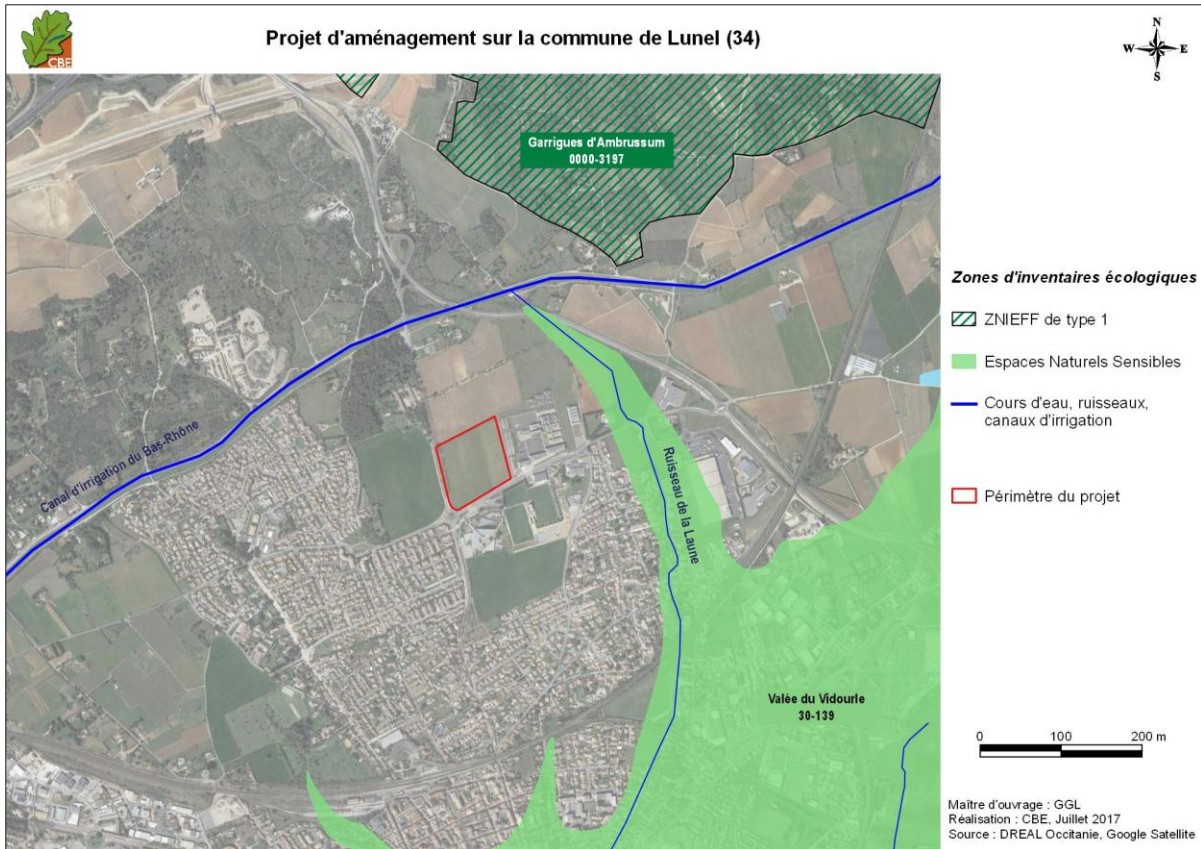 CBE
Projet d'aménagement sur la commune de Lunel (34)
N
W E
S
Garrigues d'Ambrussum
0000-3197
Canal d'irrigation du Bas-Rhône
Ruisseau de la Laune
Valée du Vidourle
30-139
Zones d'inventaires écologiques
ZNIEFF de type 1
Espaces Naturels Sensibles
Cours d'eau, ruisseaux,
canaux d'irrigation
Périmètre du projet
0 100 200 m
Maître d'ouvrage : GGL
Réalisation : CBE, Juillet 2017
Source : DREAL Occitanie, Google Satellite